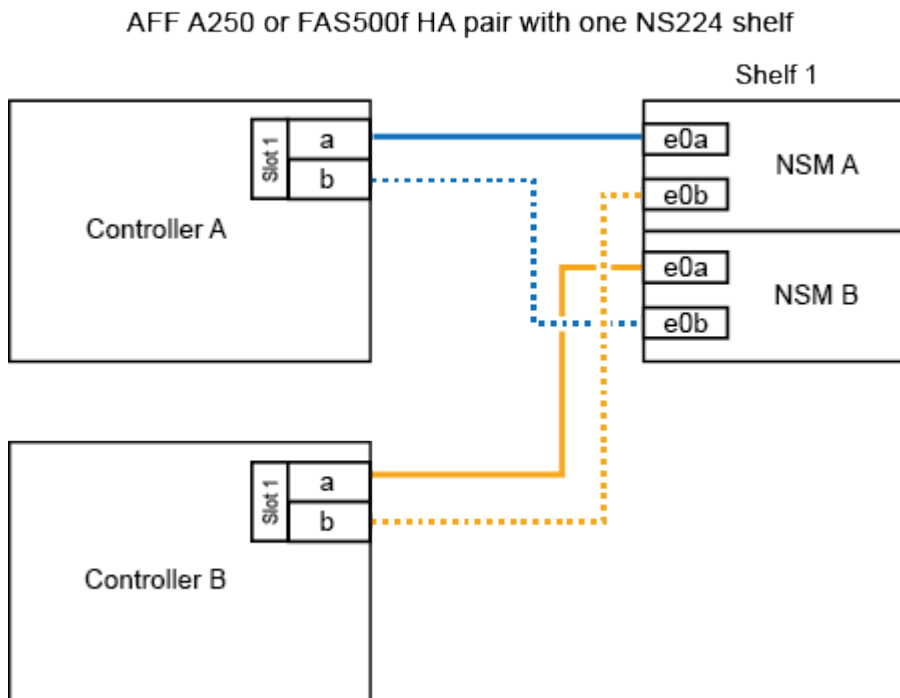 AFF A250 or FAS500f HA pair with one NS224 shelf
Shelf 1
Controller A
Slot 1
a
b
e0a
e0b
NSM A
e0a
e0b
NSM B
Controller B
Slot 1
a
b